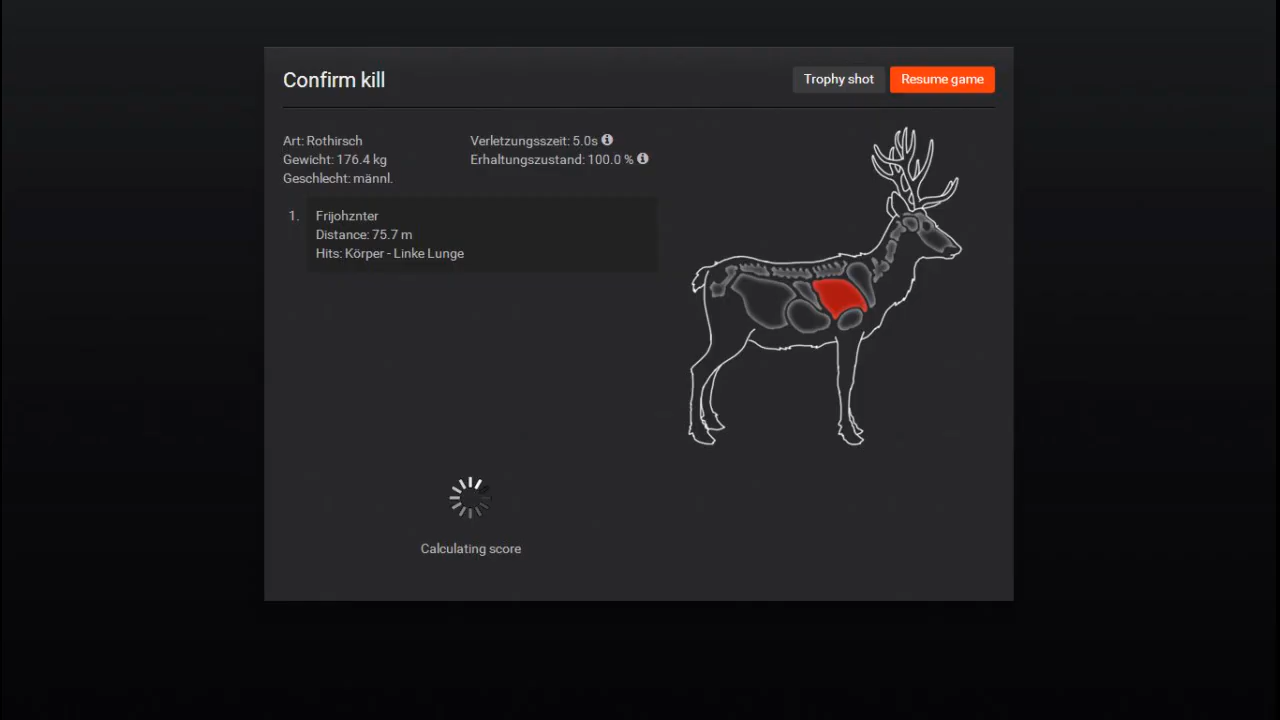 Confirm kill
Trophy shot
Resume game
Art: Rothirsch
Gewicht: 176.4 kg
Geschlecht: männl.
Verletzungsszeit: 5.0s
Erhaltungszustand: 100.0 %
1.
Frijohznter
Distance: 75.7 m
Hits: Körper - Linke Lunge
Calculating score